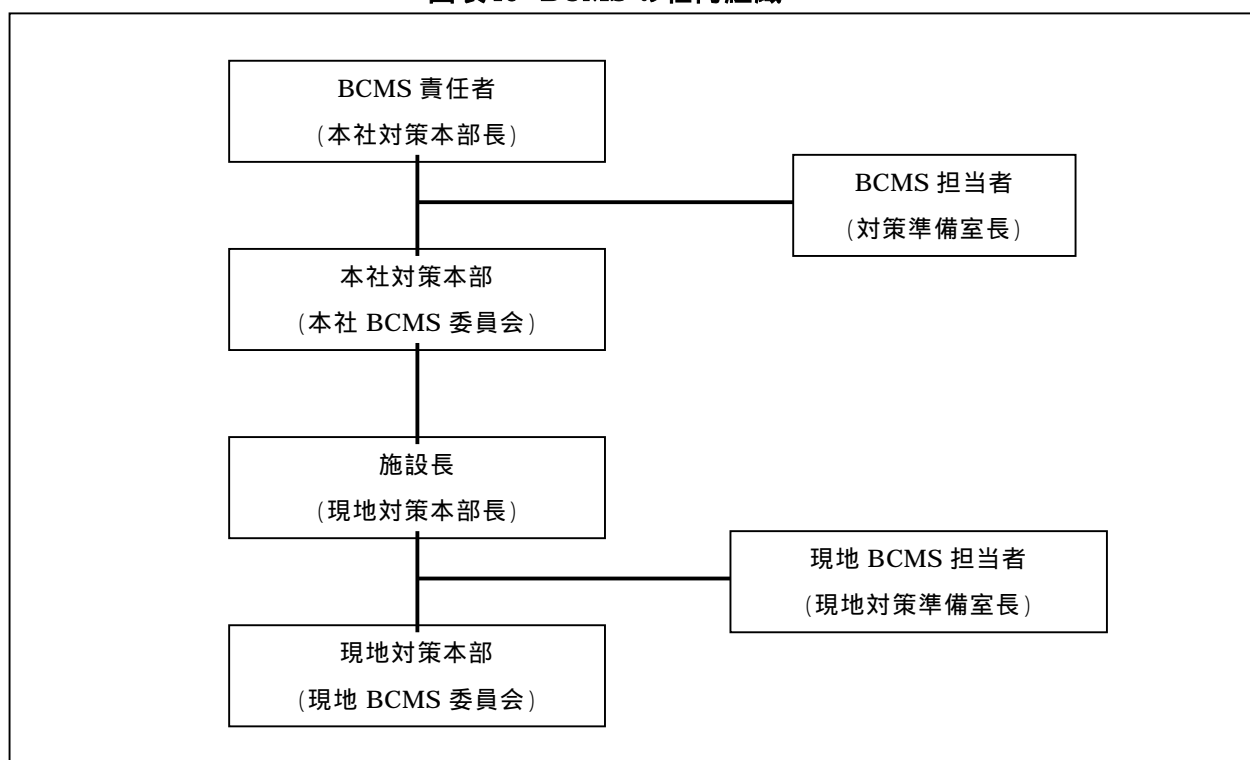 BCMS 責任者
(本社対策本部長)
BCMS 担当者
(対策準備室長)
本社対策本部
(本社 BCMS 委員会)
施設長
(現地対策本部長)
現地 BCMS 担当者
(現地対策準備室長)
現地対策本部
(現地 BCMS 委員会)